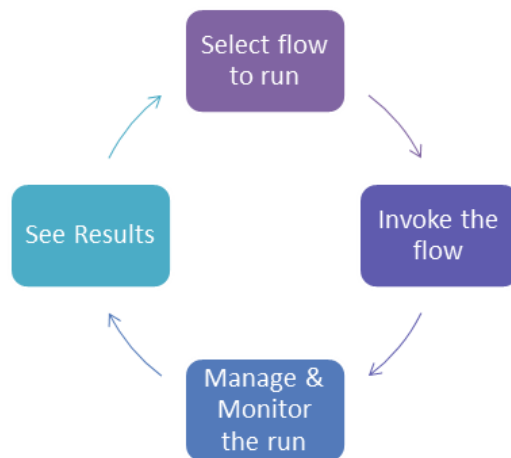 Select flow
to run
Invoke the
flow
Manage &
Monitor
the run
See Results